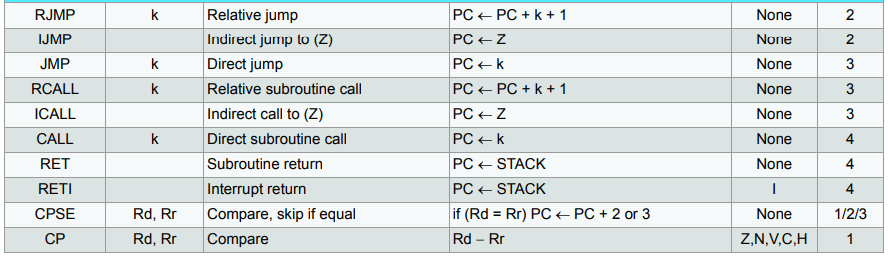 RJMP k Relative jump PC ← PC + k + 1 None 2
IJMP Indirect jump to (Z) PC ← Z None 2
JMP k Direct jump PC ← k None 3
RCALL k Relative subroutine call PC ← PC + k + 1 None 3
ICALL Indirect call to (Z) PC ← Z None 3
CALL k Direct subroutine call PC ← k None 4
RET Subroutine return PC ← STACK None 4
RETI Interrupt return PC ← STACK I 4
CPSE Rd, Rr Compare, skip if equal if (Rd = Rr) PC ← PC + 2 or 3 None 1/2/3
CP Rd, Rr Compare Rd − Rr Z,N,V,C,H 1